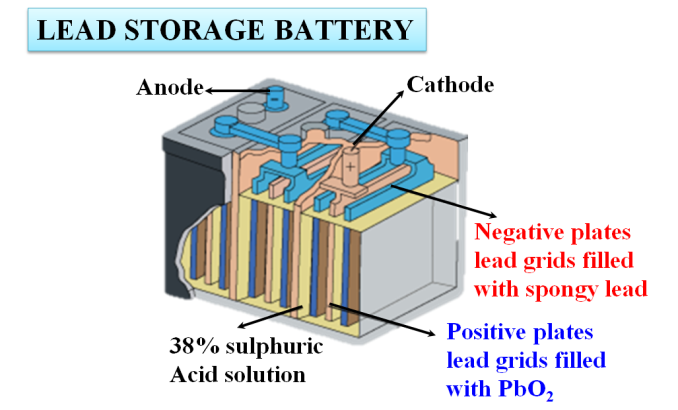 LEAD STORAGE BATTERY
Anode
Cathode
-
+
Negative plates
lead grids filled
with spongy lead
38% sulphuric
Acid solution
Positive plates
lead grids filled
with PbO₂